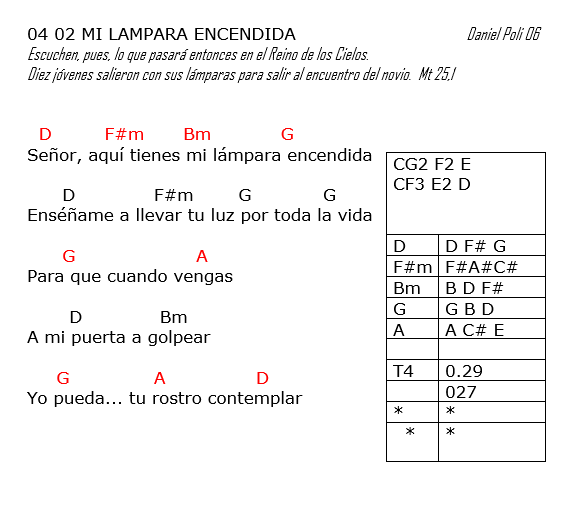 04 02 MI LAMPARA ENCENDIDA Daniel Poli 06
Escuchen, pues, lo que pasará entonces en el Reino de los Cielos.
Diez jóvenes salieron con sus lámparas para salir al encuentro del novio. Mt 25,1
D F#m Bm G
Señor, aquí tienes mi lámpara encendida
D F#m G G
Enséñame a llevar tu luz por toda la vida
G A
Para que cuando vengas
D Bm
A mi puerta a golpear
G A D
Yo pueda... tu rostro contemplar
CG2 F2 E
CF3 E2 D
D D F# G
F#m F#A#C#
Bm B D F#
G G B D
A A C# E
T4 0.29
027
* *
* *